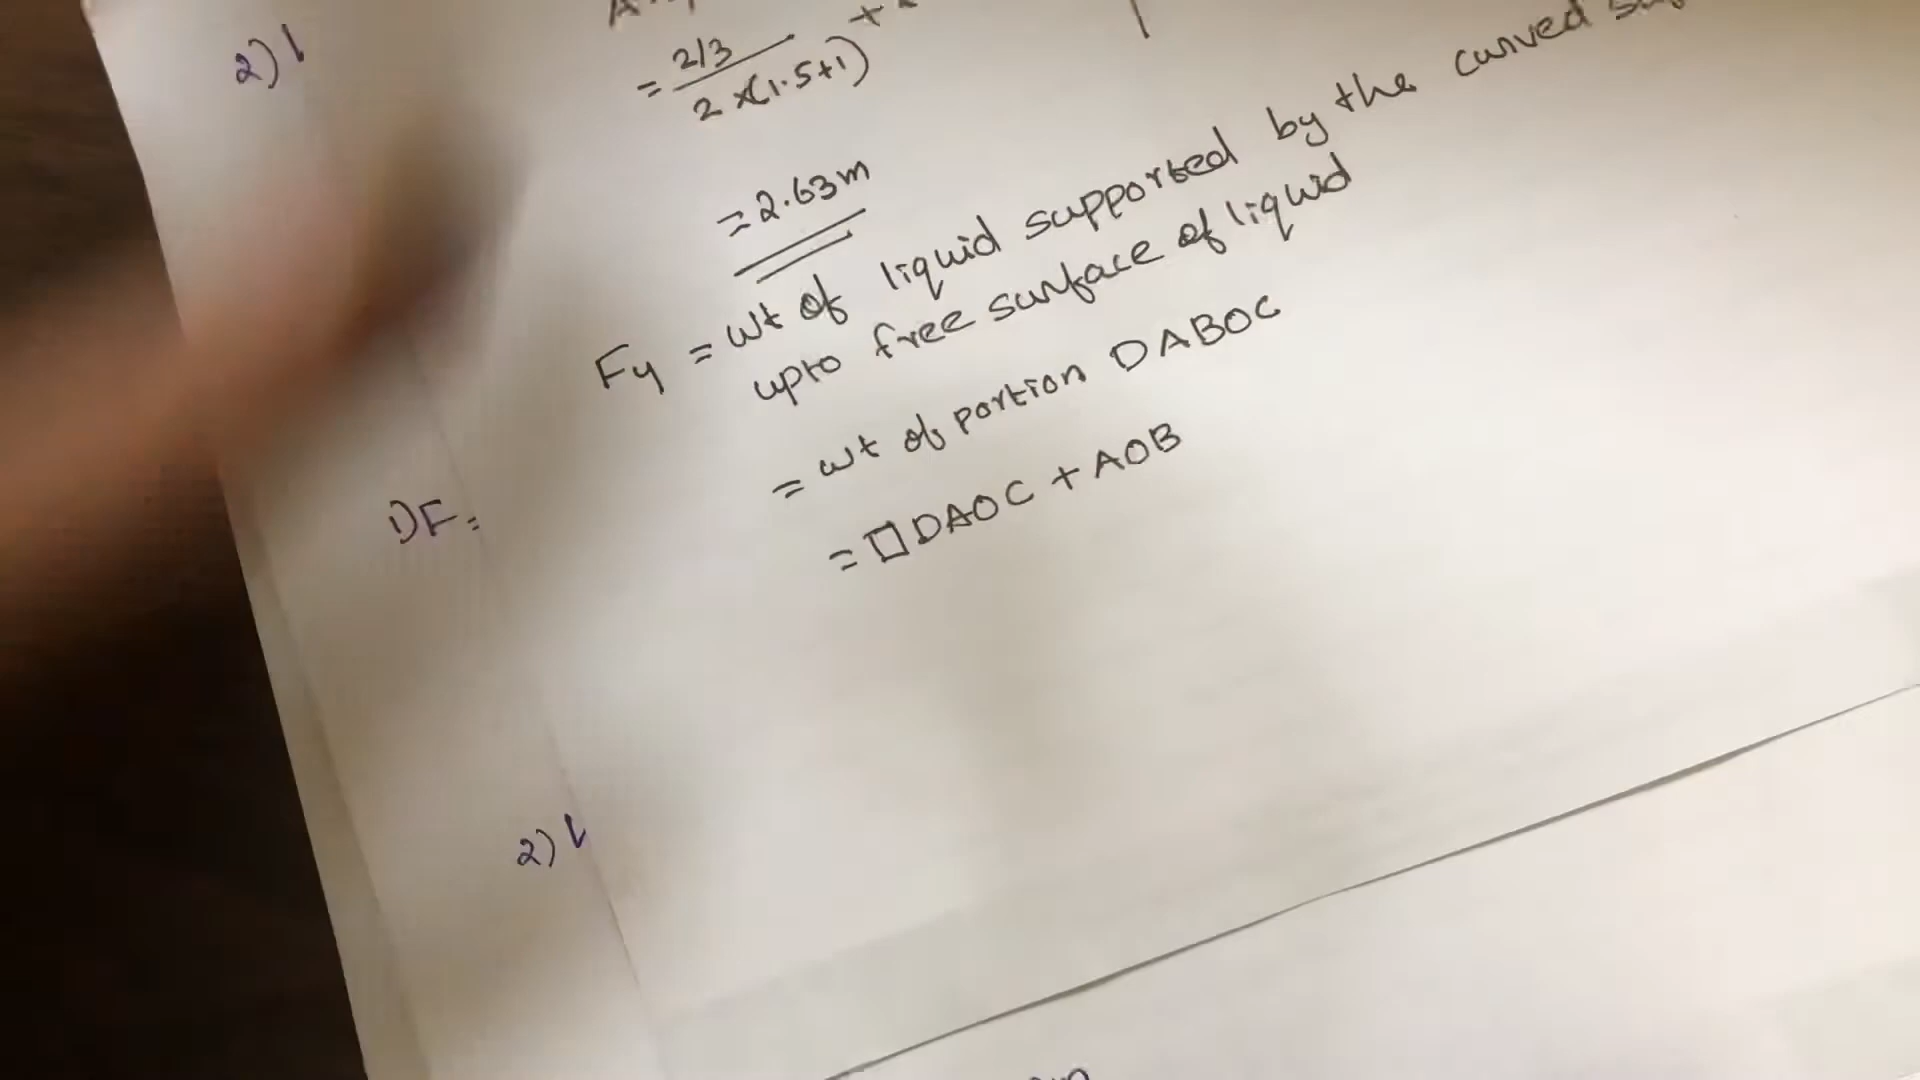 2)
= 2/3 / 2 x(1.5+1) +
= 2.63m
Fy = wt of liquid supported by the curved
upto free surface of liquid
= wt of portion DABOC
DF=
= □DAOC + AOB
2)